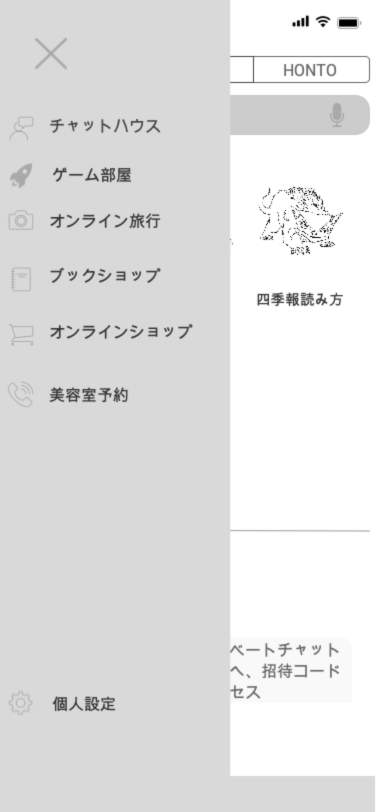 HONTO
チャットハウス
ゲーム部屋
オンライン旅行
ブックショップ
四季報読み方
オンラインショップ
美容室予約
ベートチャット
へ、招待コード
セス
個人設定